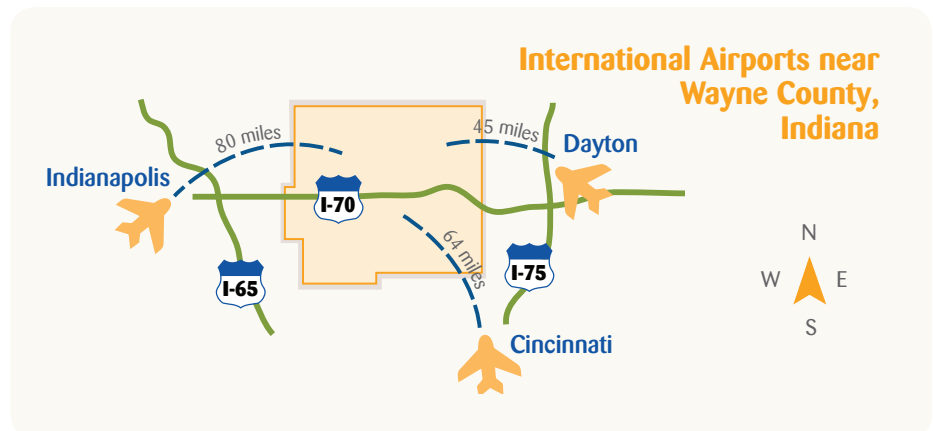 International Airports near
Wayne County,
Indiana
80 miles
45 miles
Dayton
Indianapolis
I-70
64 miles
N
I-75
W
E
I-65
S
Cincinnati